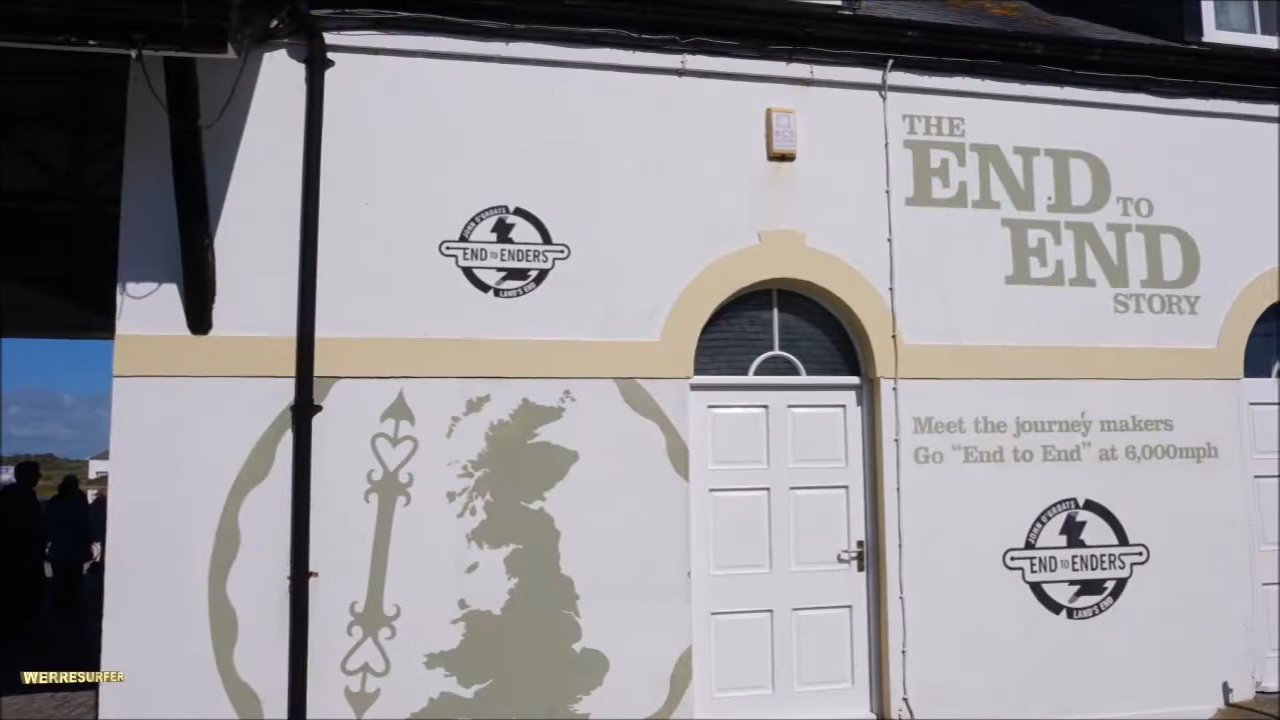 THE
END TO
END
STORY
JOHN O'GROATS
END TO ENDERS
LAND'S END
Meet the journey makers
Go "End to End" at 6,000mph
JOHN O'GROATS
END TO ENDERS
LAND'S END
WERRESURFER